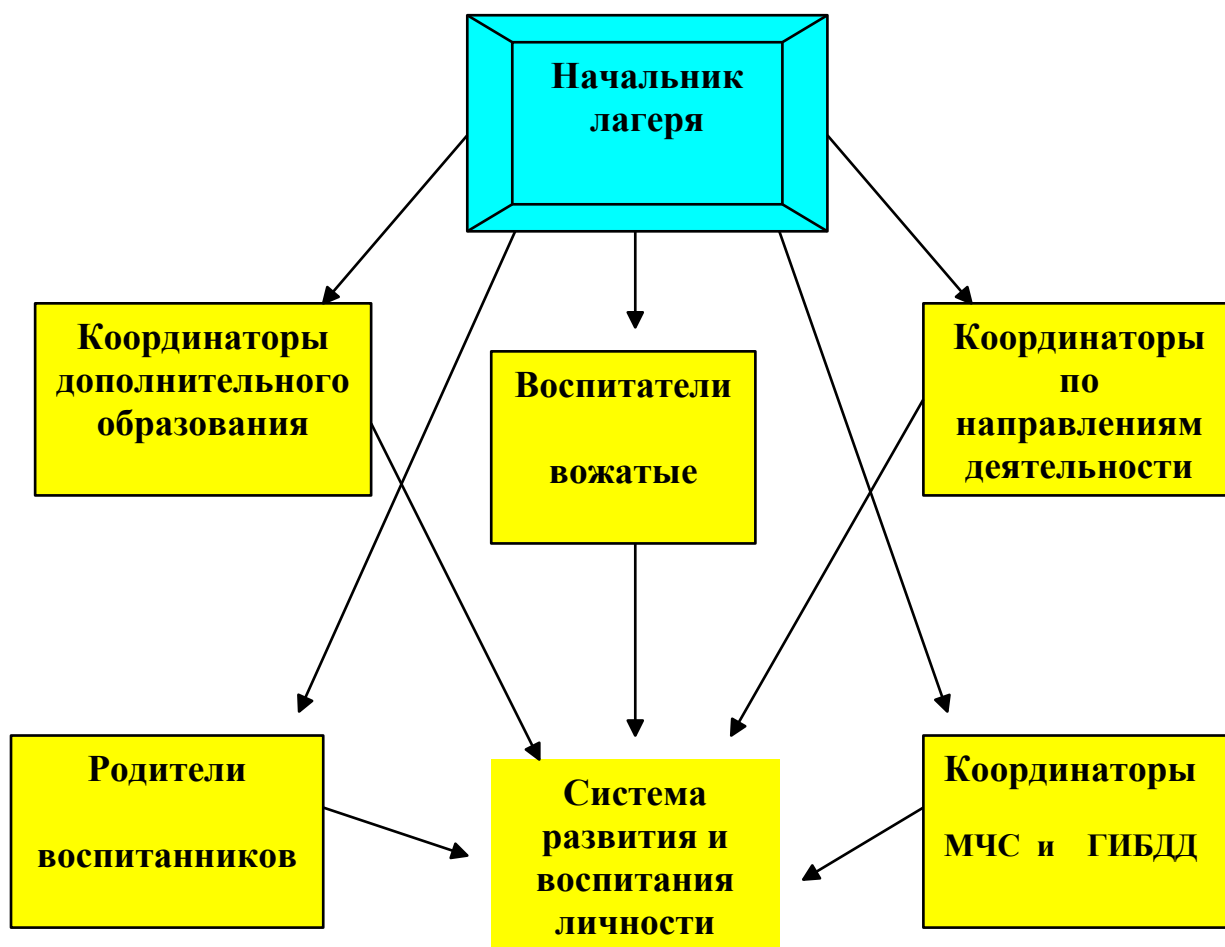 Начальник
лагеря
Координаторы
дополнительного
образования
Воспитатели
вожатые
Координаторы
по
направлениям
деятельности
Родители
воспитанников
Система
развития и
воспитания
личности
Координаторы
МЧС и ГИБДД